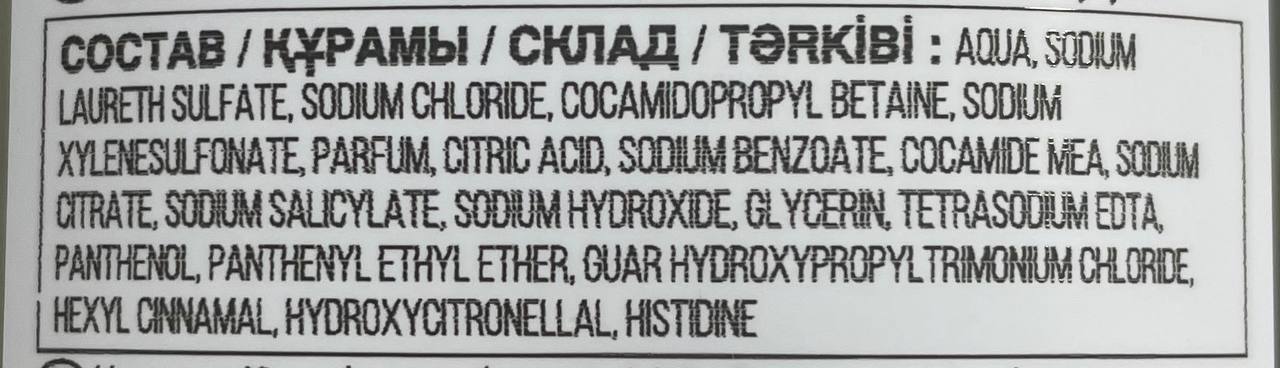 СОСТАВ / ҚҰРАМЫ / СКЛАД / ТӘRКİВİ : AQUA, SODIUM
LAURETH SULFATE, SODIUM CHLORIDE, COCAMIDOPROPYL BETAINE, SODIUM
XYLENESULFONATE, PARFUM, CITRIC ACID, SODIUM BENZOATE, COCAMIDE MEA, SODIUM
CITRATE, SODIUM SALICYLATE, SODIUM HYDROXIDE, GLYCERIN, TETRASODIUM EDTA,
PANTHENOL, PANTHENYL ETHYL ETHER, GUAR HYDROXYPROPYLTRIMONIUM CHLORIDE,
HEXYL CINNAMAL, HYDROXYCITRONELLAL, HISTIDINE